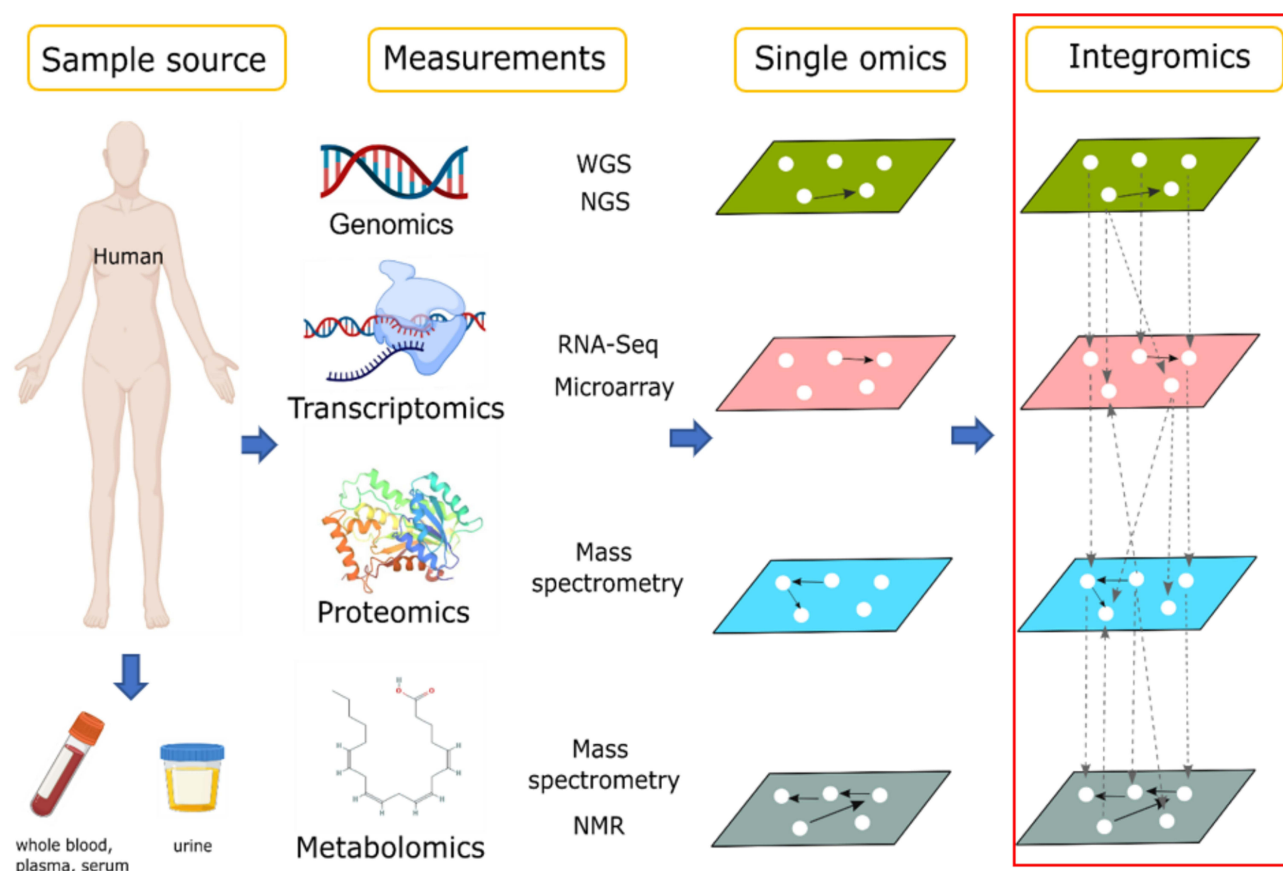 Sample source
Measurements
Single omics
Integromics
Human
Genomics
WGS
NGS
Transcriptomics
RNA-Seq
Microarray
Proteomics
Mass
spectrometry
H
O
O
H
H
H
H
H
H
H
H
Metabolomics
Mass
spectrometry
NMR
whole blood,
plasma, serum
urine